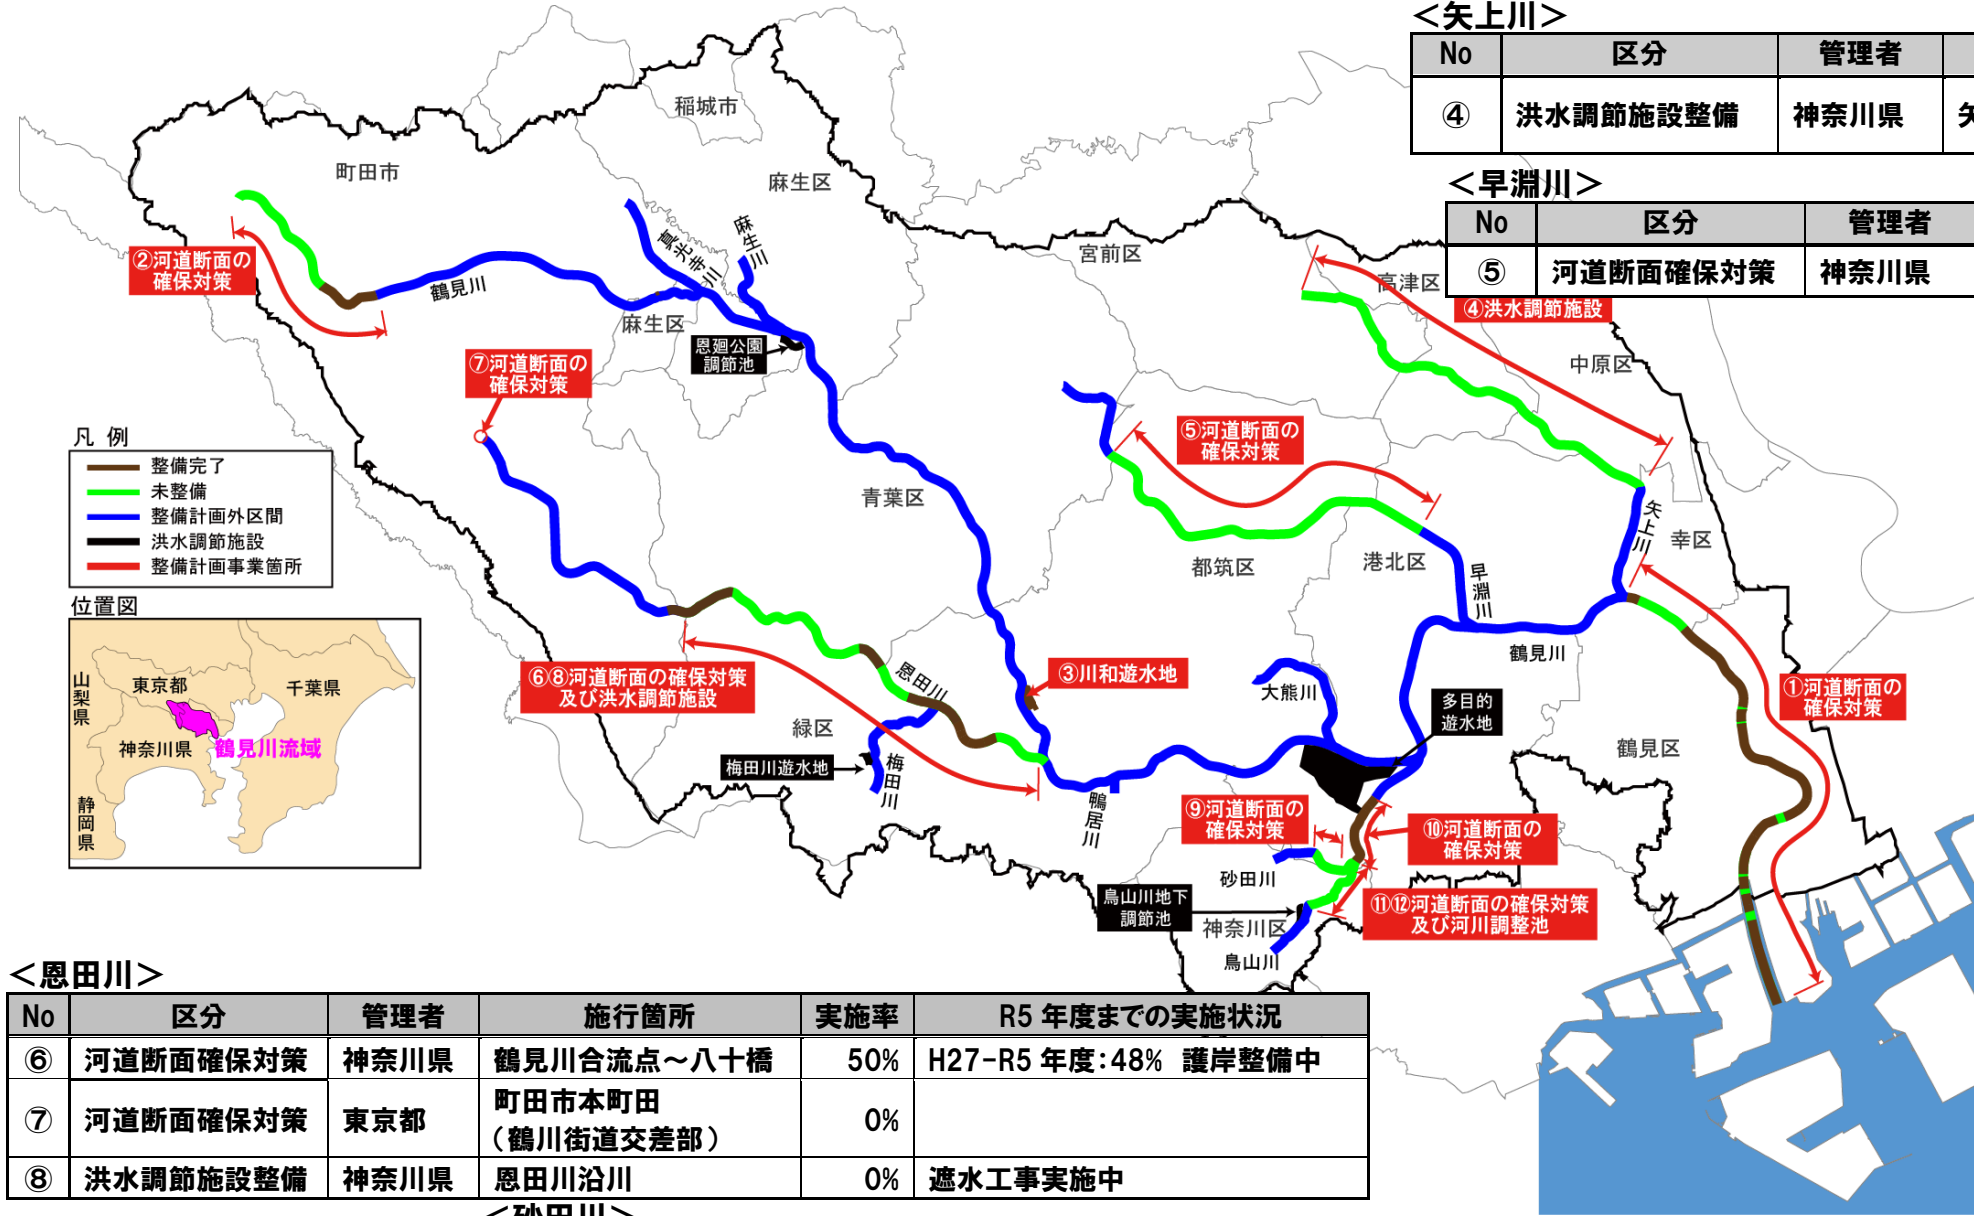 ＜矢上川＞
No 区分 管理者
④ 洪水調節施設整備 神奈川県 矢
＜早淵川＞
No 区分 管理者
⑤ 河道断面確保対策 神奈川県
稲城市
町田市
麻生区
麻生川
真光寺川
宮前区
高津区
②河道断面の
確保対策
鶴見川
麻生区
④洪水調節施設
恩廻公園
調節池
中原区
⑦河道断面の
確保対策
⑤河道断面の
確保対策
凡 例
整備完了
未整備
整備計画外区間
洪水調節施設
整備計画事業箇所
青葉区
矢上川
幸区
都筑区
港北区
早淵川
位置図
山梨県
東京都
千葉県
神奈川県
鶴見川流域
静岡県
鶴見川
⑥⑧河道断面の確保対策
及び洪水調節施設
恩田川
③川和遊水地
大熊川
多目的
遊水地
①河道断面の
確保対策
緑区
鶴見区
梅田川遊水地
梅田川
鴨居川
⑨河道断面の
確保対策
⑩河道断面の
確保対策
砂田川
鳥山川地下
調節池
⑪⑫河道断面の確保対策
及び河川調整池
神奈川区
鳥山川
＜恩田川＞
No 区分 管理者 施行箇所 実施率 R5 年度までの実施状況
⑥ 河道断面確保対策 神奈川県 鶴見川合流点～八十橋 50% H27-R5 年度：48% 護岸整備中
⑦ 河道断面確保対策 東京都 町田市本町田
（鶴川街道交差部） 0%
⑧ 洪水調節施設整備 神奈川県 恩田川沿川 0% 遮水工事実施中
＜砂田川＞